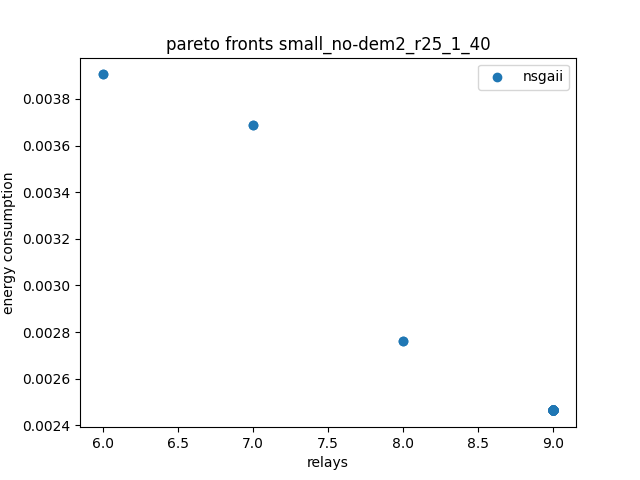 pareto fronts small_no-dem2_r25_1_40
nsgaii
energy consumption
0.0038
0.0036
0.0034
0.0032
0.0030
0.0028
0.0026
0.0024
6.0 6.5 7.0 7.5 8.0 8.5 9.0
relays